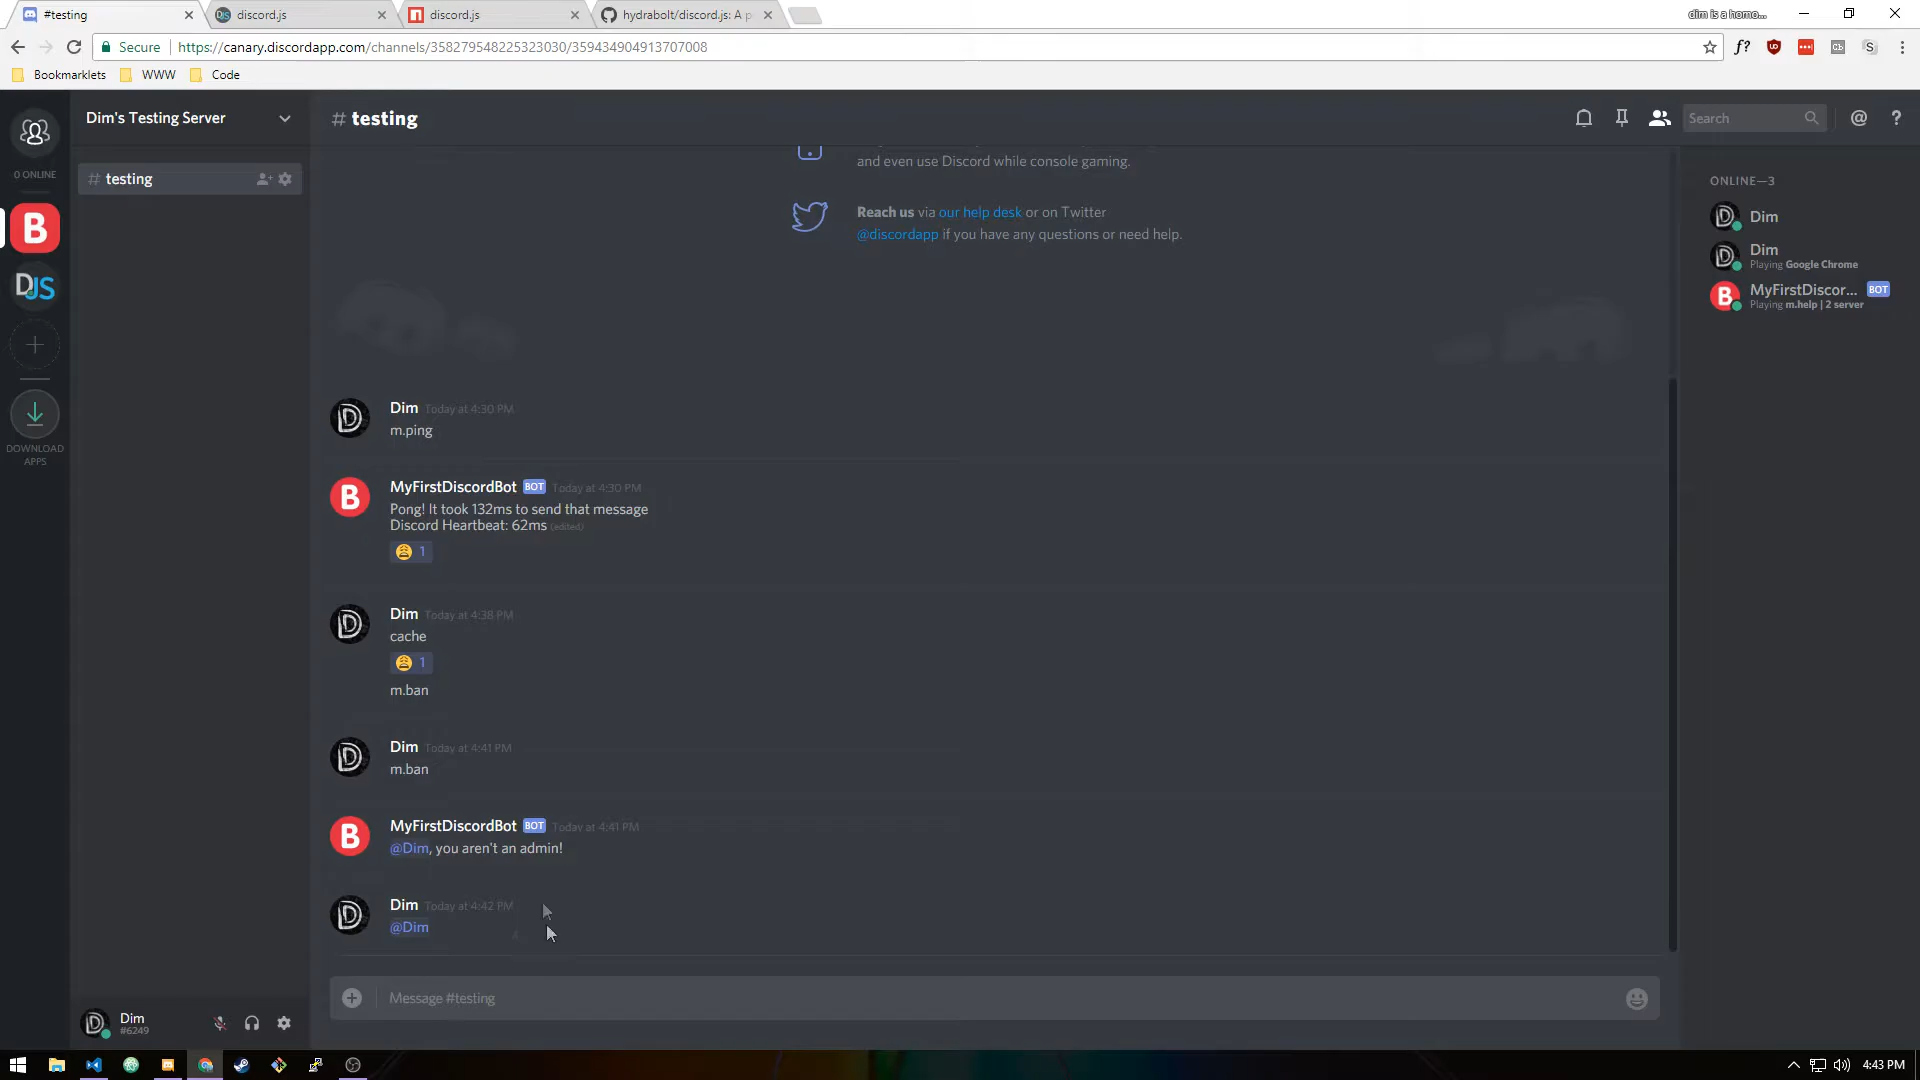 #testing
discord.js
discord.js
hydrabolt/discord.js: A p
dim is a homo...
Secure
https://canary.discordapp.com/channels/358279548225323030/359434904913707008
f?
Bookmarklets
WWW
Code
0 ONLINE
B
DJS
DOWNLOAD
APPS
Dim's Testing Server
# testing
# testing
Search
and even use Discord while console gaming.
Reach us via our help desk or on Twitter
@discordapp if you have any questions or need help.
Dim Today at 4:30 PM
m.ping
MyFirstDiscordBot BOT Today at 4:30 PM
Pong! It took 132ms to send that message
Discord Heartbeat: 62ms (edited)
1
Dim Today at 4:38 PM
cache
1
m.ban
Dim Today at 4:41 PM
m.ban
MyFirstDiscordBot BOT Today at 4:41 PM
@Dim, you aren't an admin!
Dim Today at 4:42 PM
@Dim
Message #testing
ONLINE—3
Dim
Dim
Playing Google Chrome
MyFirstDiscor... BOT
Playing m.help | 2 server
Dim
#6249
4:43 PM